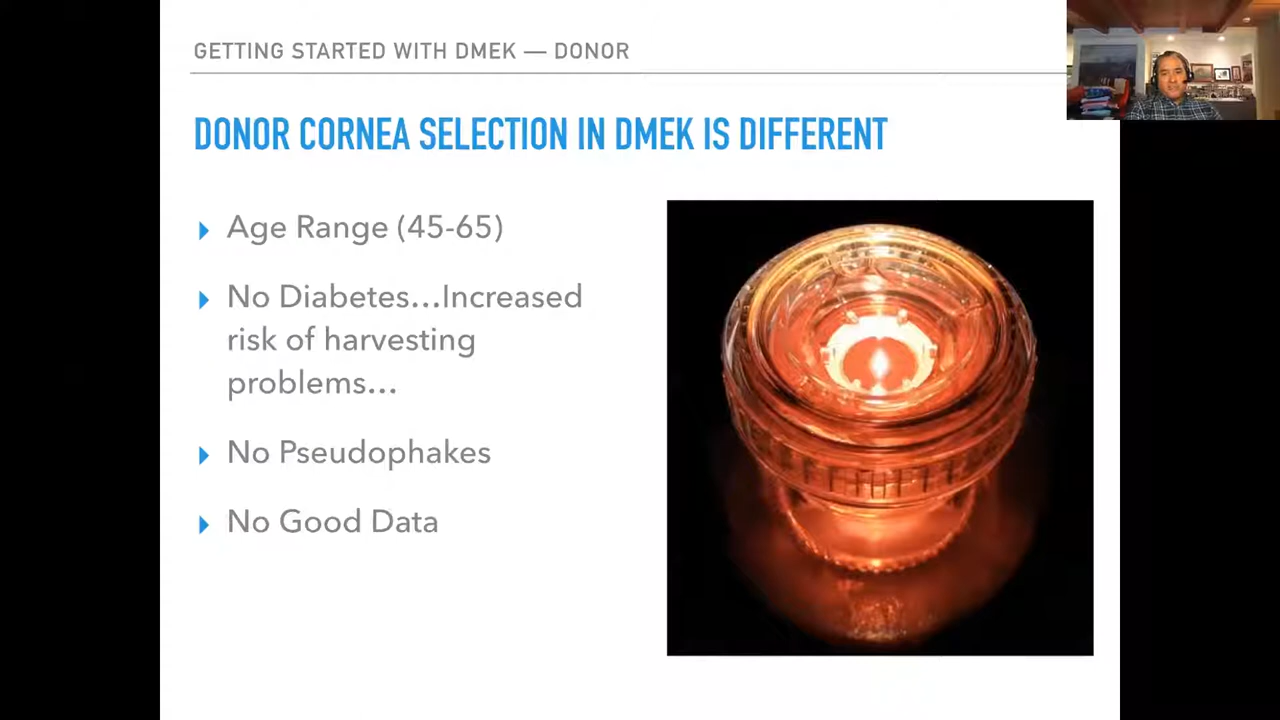 GETTING STARTED WITH DMEK — DONOR
DONOR CORNEA SELECTION IN DMEK IS DIFFERENT
Age Range (45-65)
No Diabetes...Increased
risk of harvesting
problems...
No Pseudophakes
No Good Data